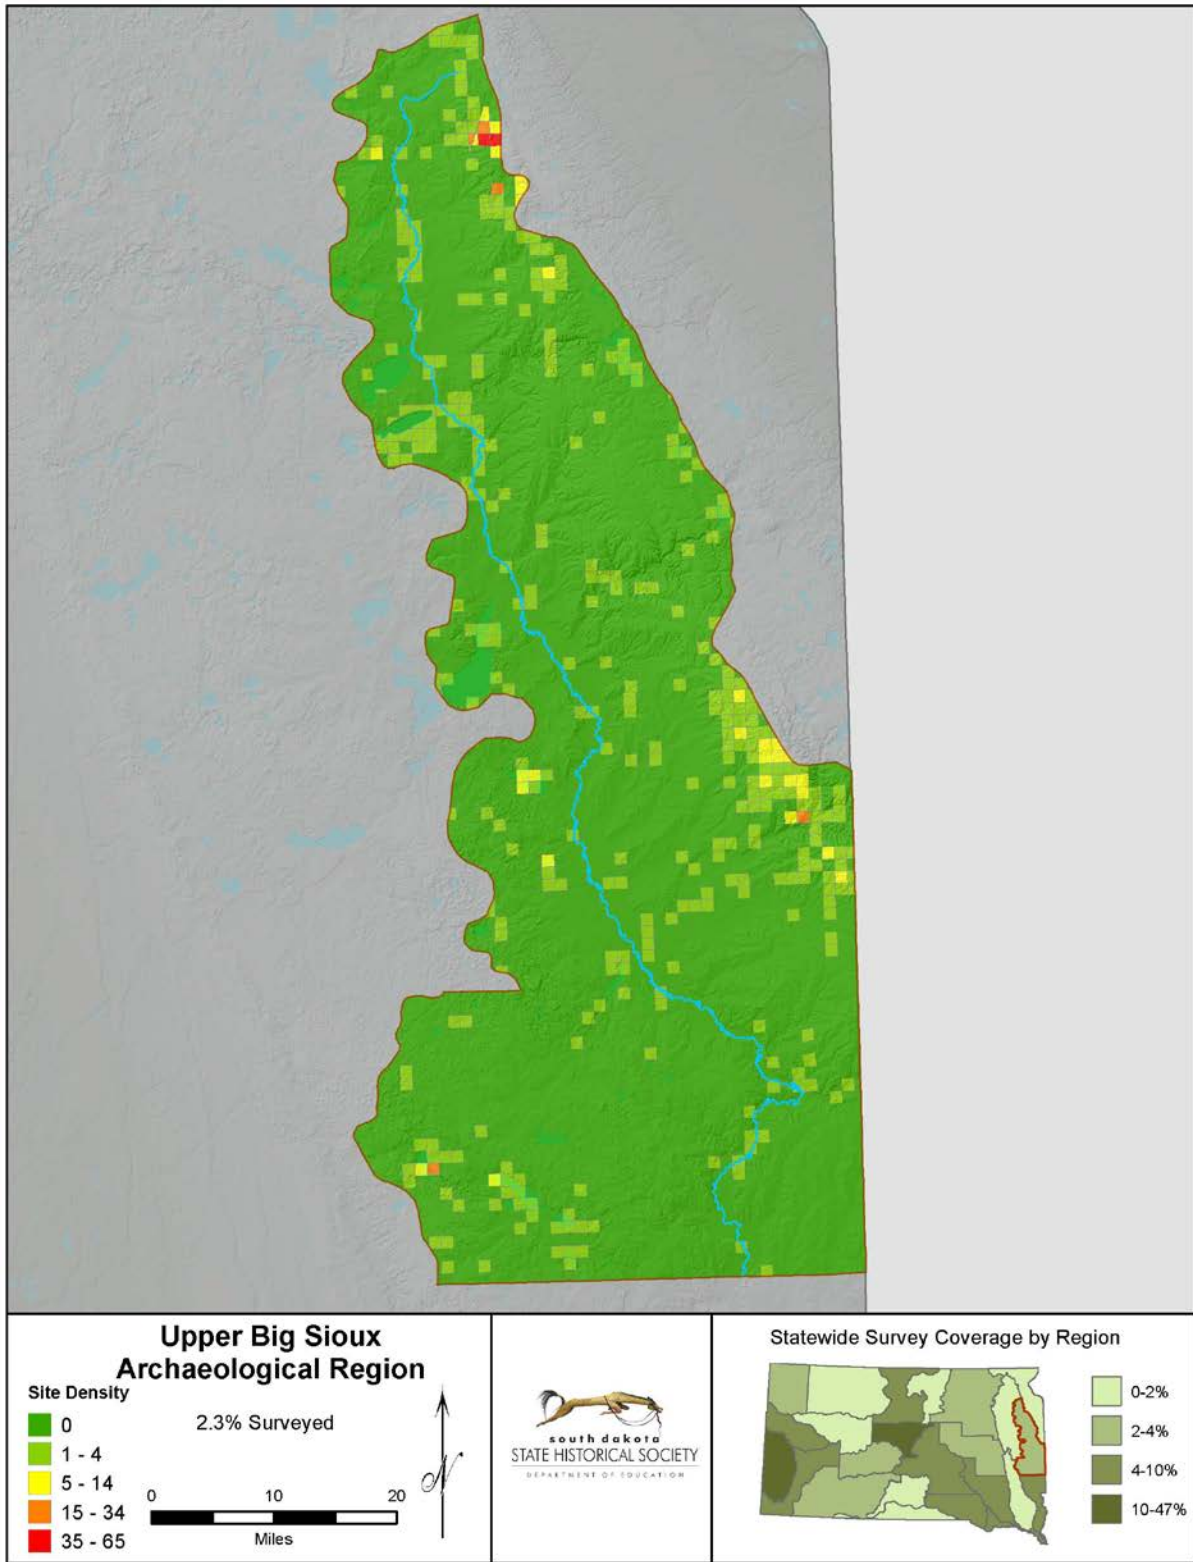 Upper Big Sioux
Archaeological Region
Site Density
2.3% Surveyed
0
1 - 4
5 - 14
15 - 34
35 - 65
0 10 20
Miles
N
south dakota
STATE HISTORICAL SOCIETY
DEPARTMENT OF EDUCATION
Statewide Survey Coverage by Region
0-2%
2-4%
4-10%
10-47%